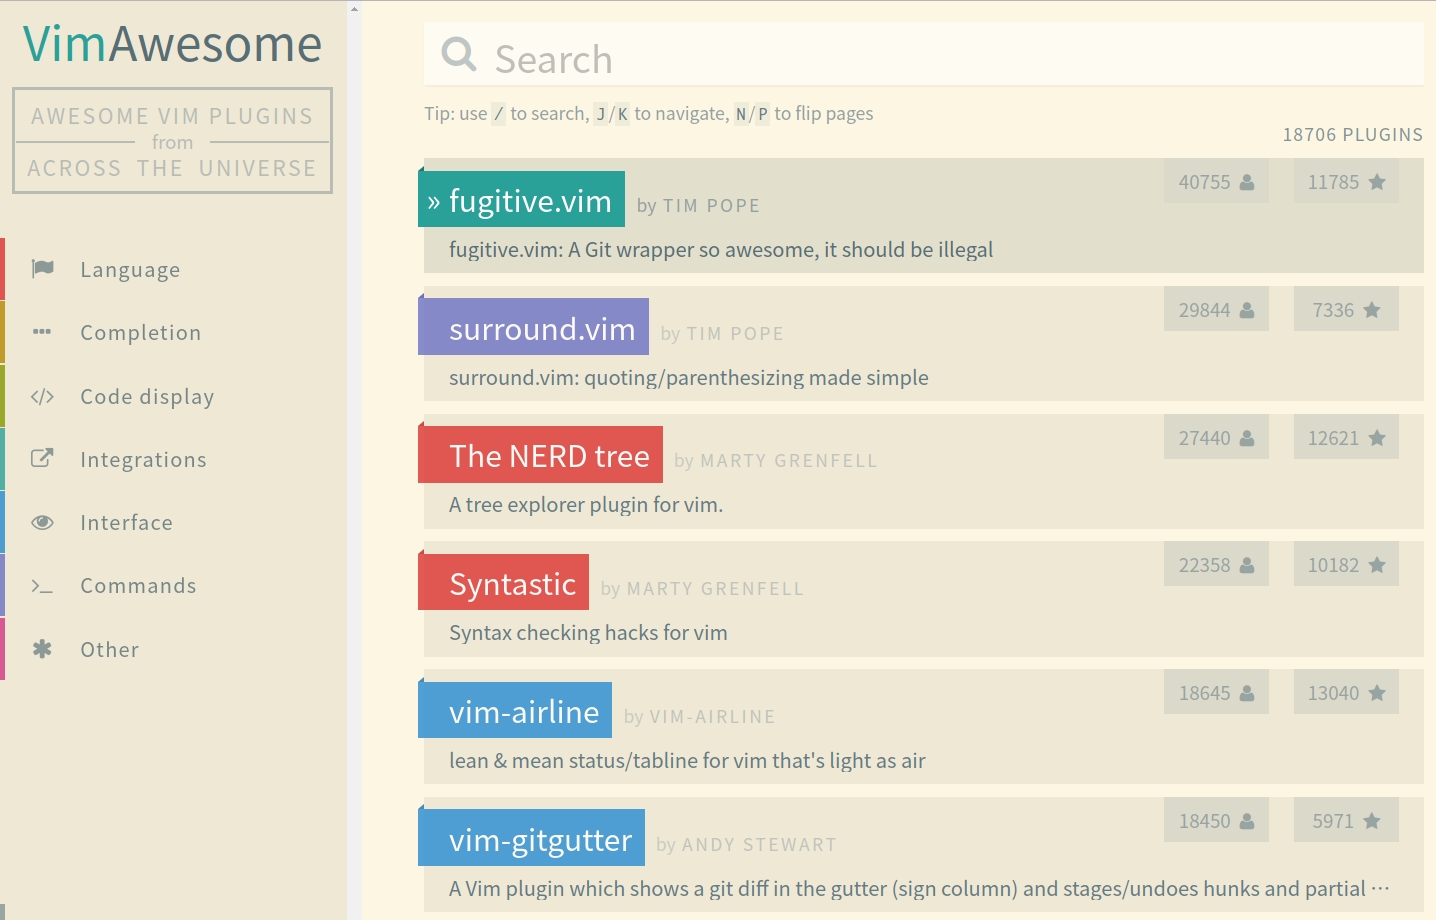 VimAwesome
AWESOME VIM PLUGINS
from
ACROSS THE UNIVERSE
Language
Completion
Code display
Integrations
Interface
Commands
Other
Search
Tip: use / to search, J/K to navigate, N/P to flip pages
18706 PLUGINS
» fugitive.vim by TIM POPE 40755 11785
fugitive.vim: A Git wrapper so awesome, it should be illegal
surround.vim by TIM POPE 29844 7336
surround.vim: quoting/parenthesizing made simple
The NERD tree by MARTY GRENFELL 27440 12621
A tree explorer plugin for vim.
Syntastic by MARTY GRENFELL 22358 10182
Syntax checking hacks for vim
vim-airline by VIM-AIRLINE 18645 13040
lean & mean status/tabline for vim that's light as air
vim-gitgutter by ANDY STEWART 18450 5971
A Vim plugin which shows a git diff in the gutter (sign column) and stages/undoes hunks and partial ···